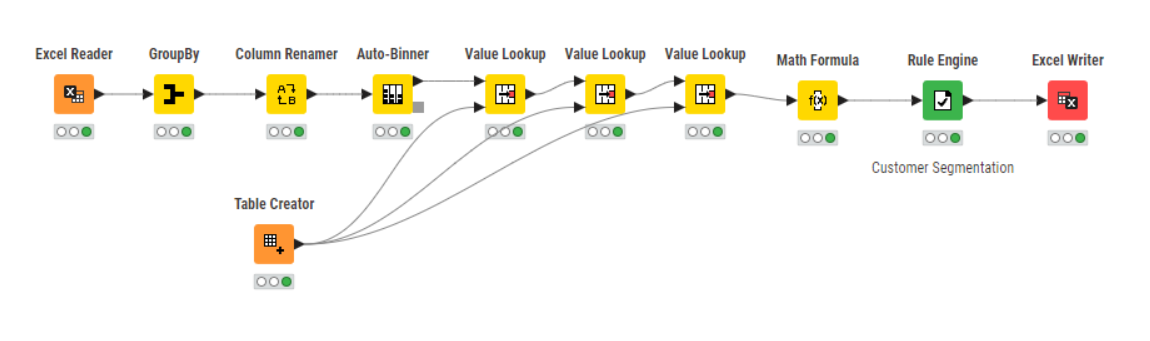 Excel Reader
GroupBy
Column Renamer
Auto-Binner
Value Lookup
Value Lookup
Value Lookup
Math Formula
Rule Engine
Excel Writer
Customer Segmentation
Table Creator